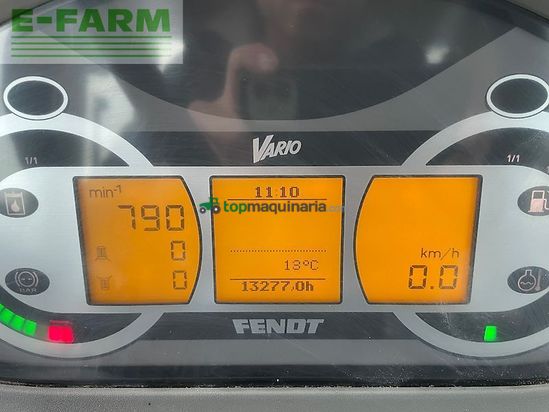 E-FARM
VARIO
1/1
1/1
min-1
11:10
790
topmaquinaria.com
0
km/h
13°C
BAR
0
0.0
13277.0h
FENDT